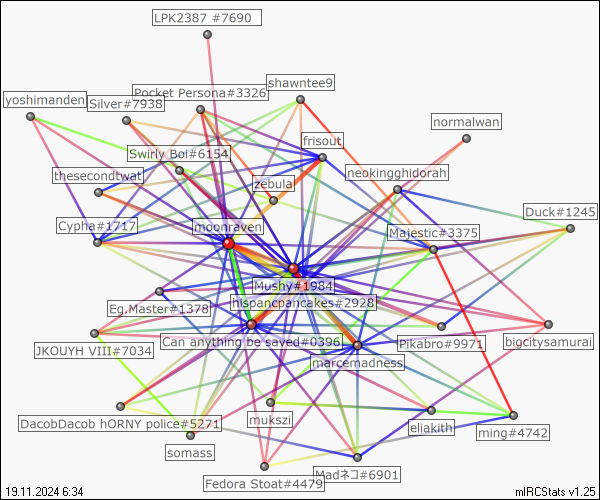 LPK2387 #7690
shawntee9
Pocket Persona#3326
yoshimanden
Silver#7938
normalwan
frisout
Swirly Boi#6154
neokingghidorah
thesecondtwat
zebula
Duck#1245
Cypha#1717
moonraven
Majestic#3375
Mushy#1984
hispancpancakes#2928
Eg.Master#1378
Can anything be saved#0396
Pikabro#9971
bigcitysamurai
JKOUYH VIII#7034
marcemadness
DacobDacob hORNY police#5271
mukszi
eliakith
ming#4742
somass
Fedora Stoat#4479
Madネコ#6901
19.11.2024 6:34
mIRCStats v1.25